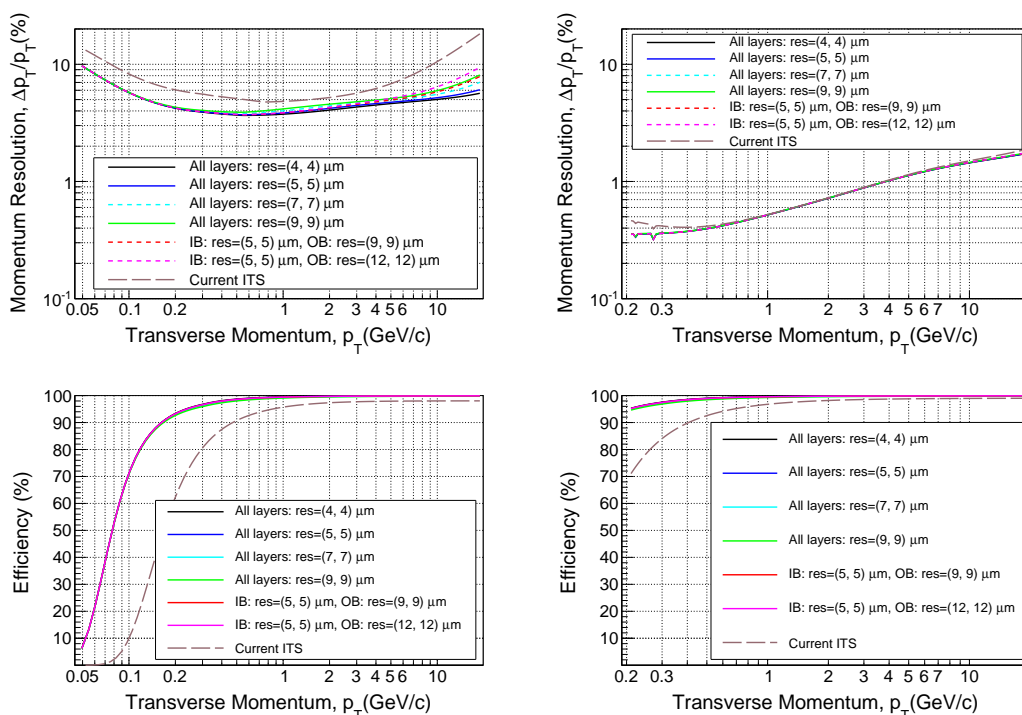 Momentum Resolution, Δp_T/p_T(%)
10
1
10⁻¹
All layers: res=(4, 4) μm
All layers: res=(5, 5) μm
All layers: res=(7, 7) μm
All layers: res=(9, 9) μm
IB: res=(5, 5) μm, OB: res=(9, 9) μm
IB: res=(5, 5) μm, OB: res=(12, 12) μm
Current ITS
0.05 0.1 0.2 1 2 3 4 5 6 10
Transverse Momentum, p_T(GeV/c)
Momentum Resolution, Δp_T/p_T(%)
10
1
10⁻¹
All layers: res=(4, 4) μm
All layers: res=(5, 5) μm
All layers: res=(7, 7) μm
All layers: res=(9, 9) μm
IB: res=(5, 5) μm, OB: res=(9, 9) μm
IB: res=(5, 5) μm, OB: res=(12, 12) μm
Current ITS
0.2 0.3 1 2 3 4 5 6 7 10
Transverse Momentum, p_T(GeV/c)
Efficiency (%)
100
90
80
70
60
50
40
30
20
10
All layers: res=(4, 4) μm
All layers: res=(5, 5) μm
All layers: res=(7, 7) μm
All layers: res=(9, 9) μm
IB: res=(5, 5) μm, OB: res=(9, 9) μm
IB: res=(5, 5) μm, OB: res=(12, 12) μm
Current ITS
0.05 0.1 0.2 1 2 3 4 5 6 10
Transverse Momentum, p_T(GeV/c)
Efficiency (%)
100
90
80
70
60
50
40
30
20
10
0
All layers: res=(4, 4) μm
All layers: res=(5, 5) μm
All layers: res=(7, 7) μm
All layers: res=(9, 9) μm
IB: res=(5, 5) μm, OB: res=(9, 9) μm
IB: res=(5, 5) μm, OB: res=(12, 12) μm
Current ITS
0.2 0.3 1 2 3 4 5 6 7 10
Transverse Momentum, p_T(GeV/c)